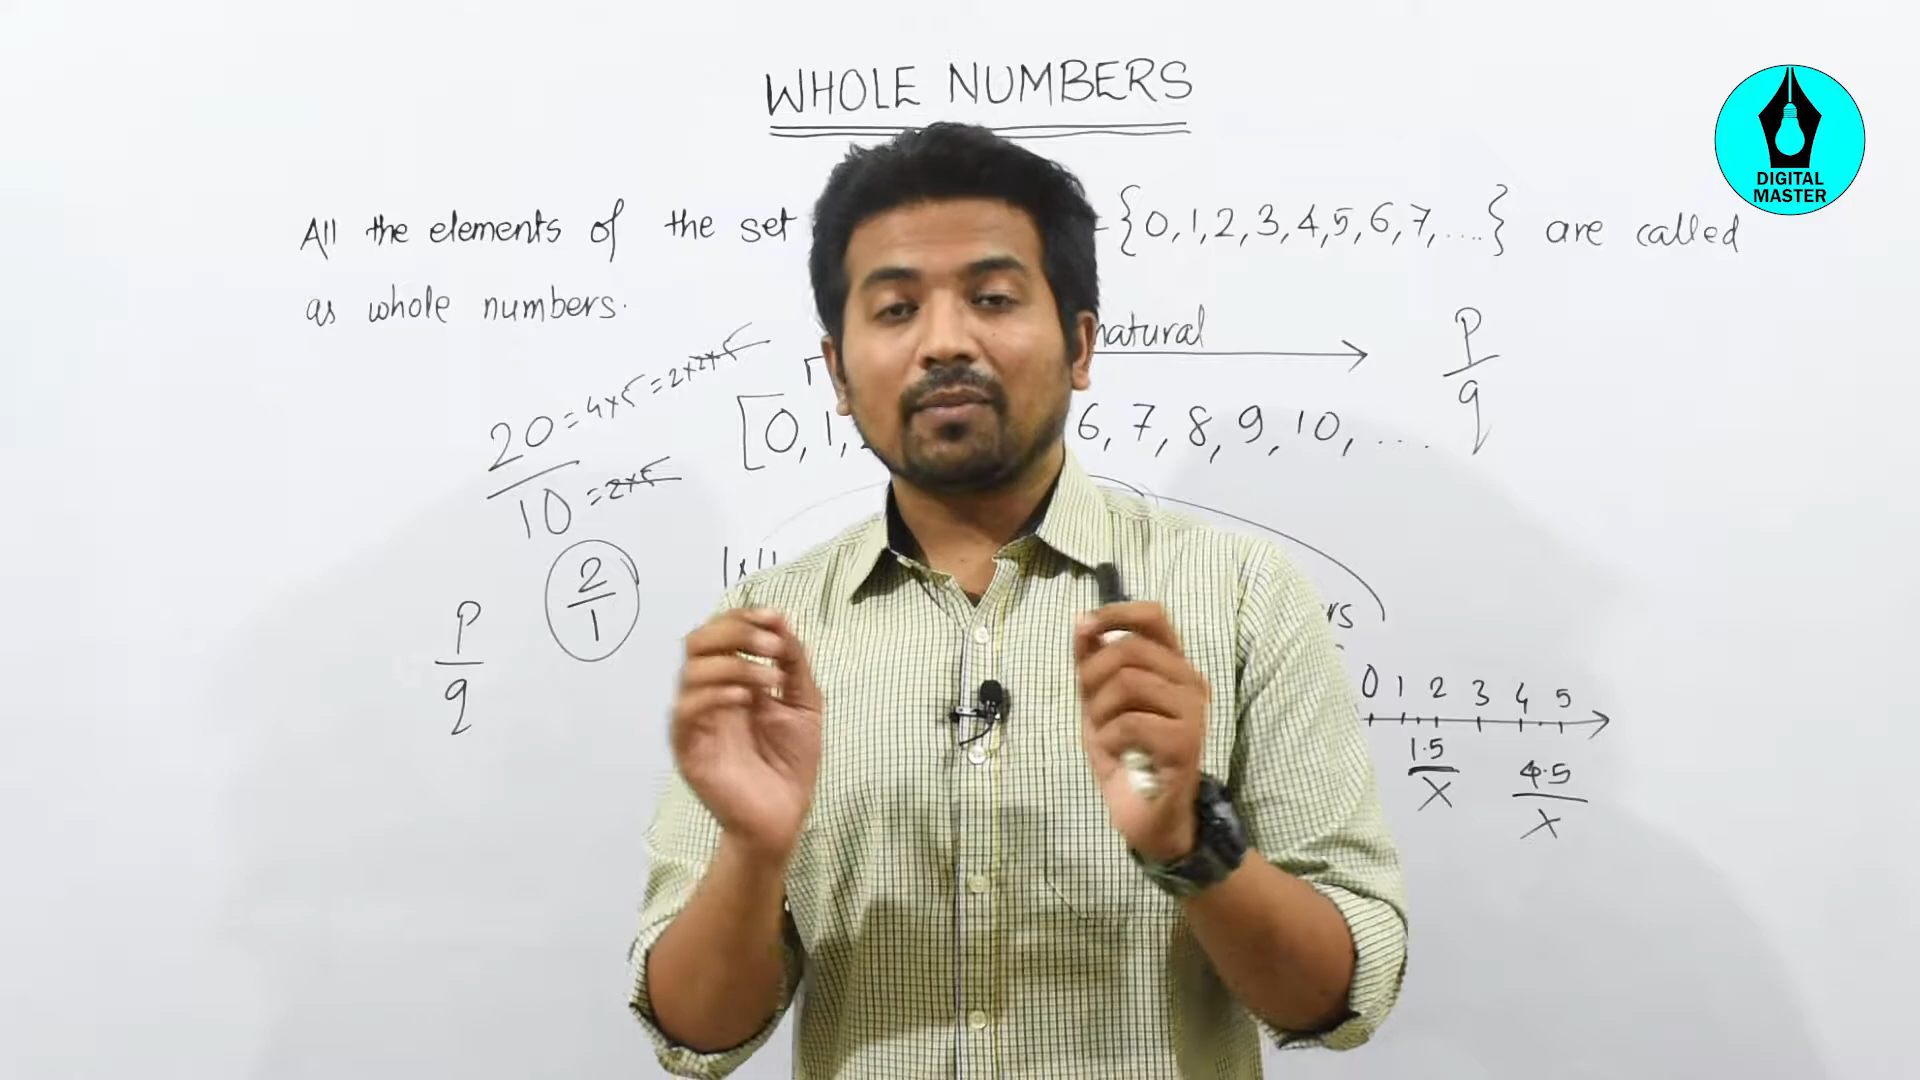 WHOLE NUMBERS
DIGITAL
MASTER
All the elements of the set {0,1,2,3,4,5,6,7,....} are called
as whole numbers.
natural
P/q
20 = 4×5 = 2×2×5
10 = 2×5
[0,1, 6, 7, 8, 9, 10, ....
2/1
P/q
0 1 2 3 4 5
1.5 4.5
X X